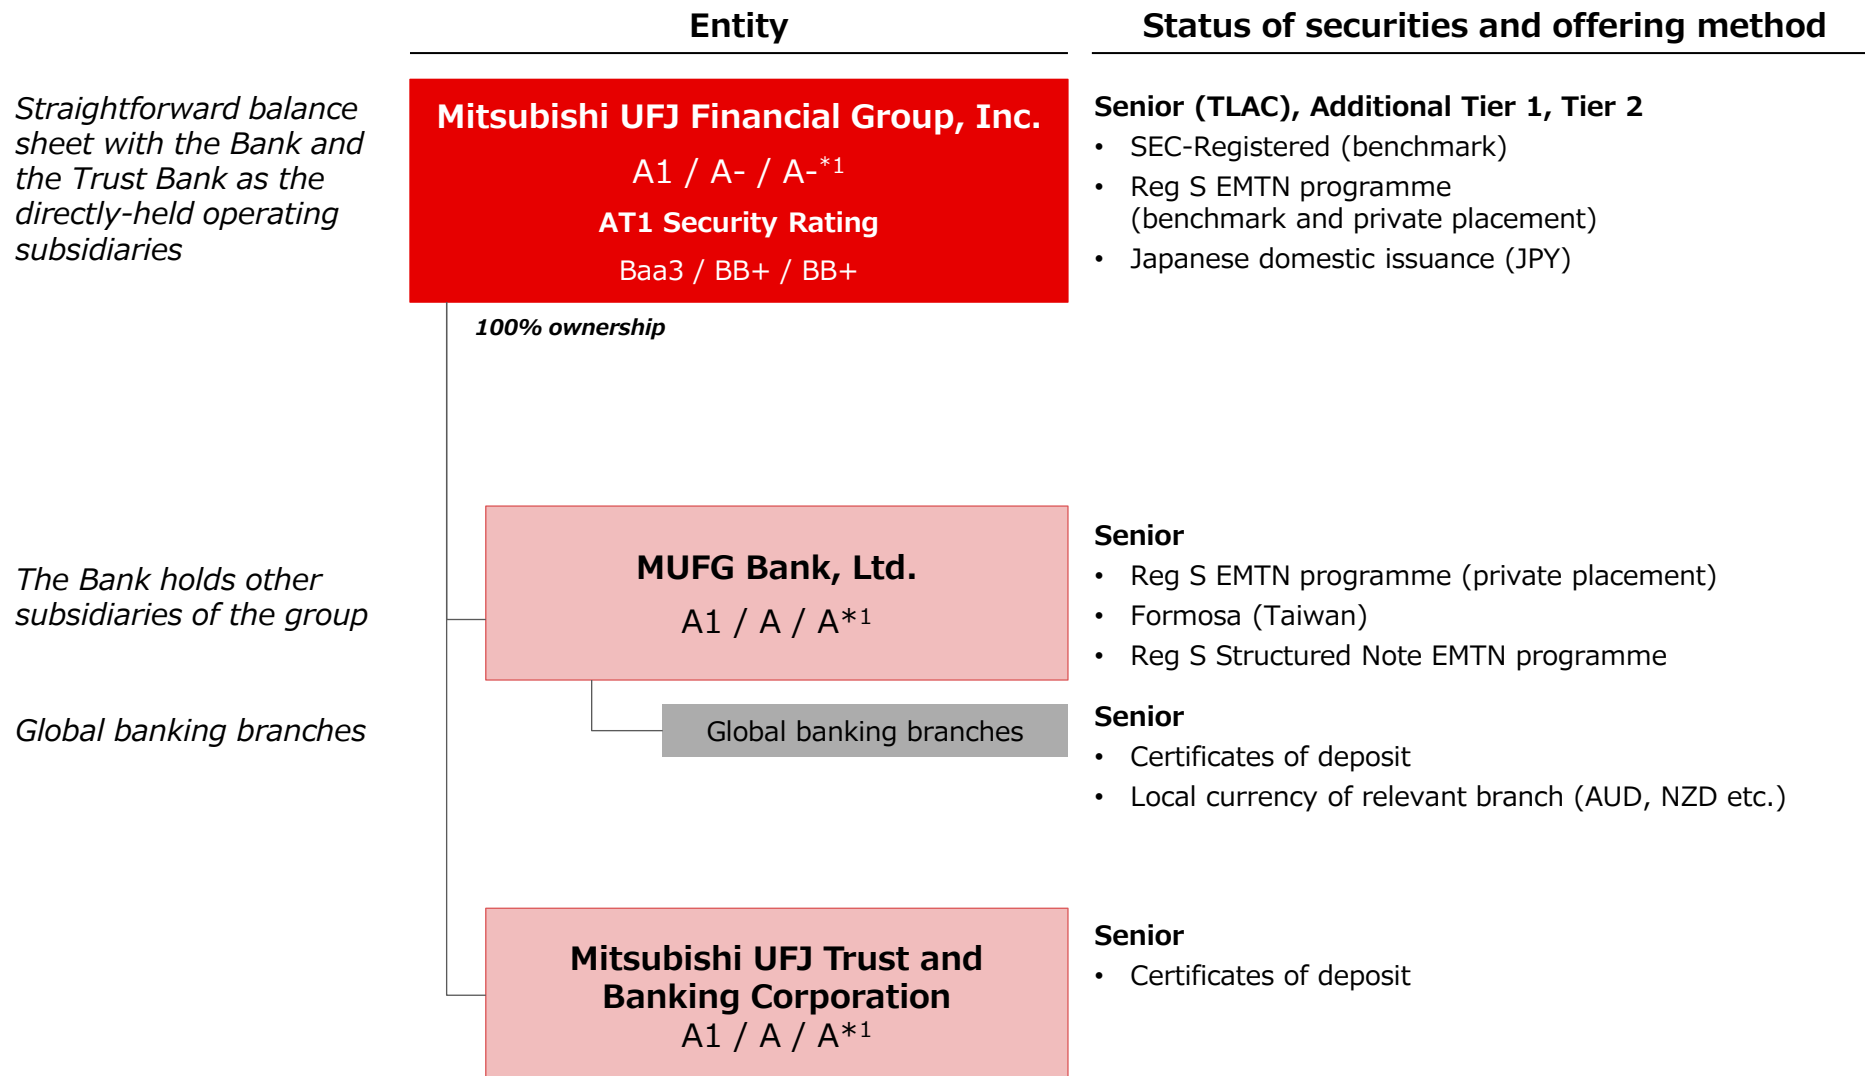 Entity
Status of securities and offering method
Straightforward balance
sheet with the Bank and
the Trust Bank as the
directly-held operating
subsidiaries
Mitsubishi UFJ Financial Group, Inc.
A1 / A- / A-*1
AT1 Security Rating
Baa3 / BB+ / BB+
Senior (TLAC), Additional Tier 1, Tier 2
• SEC-Registered (benchmark)
• Reg S EMTN programme
(benchmark and private placement)
• Japanese domestic issuance (JPY)
100% ownership
The Bank holds other
subsidiaries of the group
MUFG Bank, Ltd.
A1 / A / A*1
Senior
• Reg S EMTN programme (private placement)
• Formosa (Taiwan)
• Reg S Structured Note EMTN programme
Global banking branches
Global banking branches
Senior
• Certificates of deposit
• Local currency of relevant branch (AUD, NZD etc.)
Mitsubishi UFJ Trust and
Banking Corporation
A1 / A / A*1
Senior
• Certificates of deposit